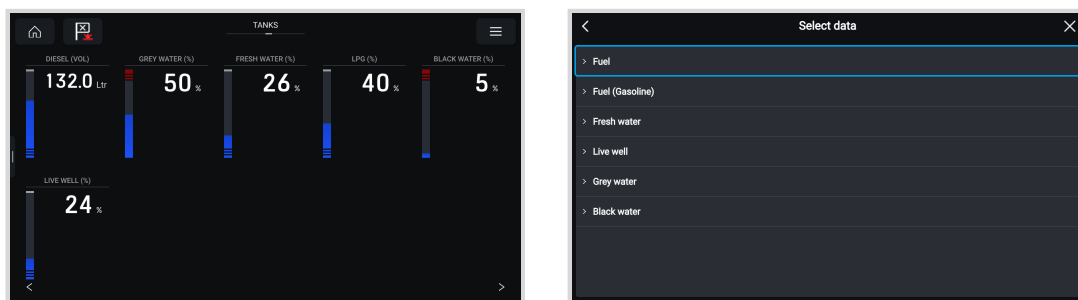 TANKS
DIESEL (VOL)
132.0 Ltr
GREY WATER (%)
50 %
FRESH WATER (%)
26 %
LPG (%)
40 %
BLACK WATER (%)
5 %
LIVE WELL (%)
24 %
Select data
Fuel
Fuel (Gasoline)
Fresh water
Live well
Grey water
Black water